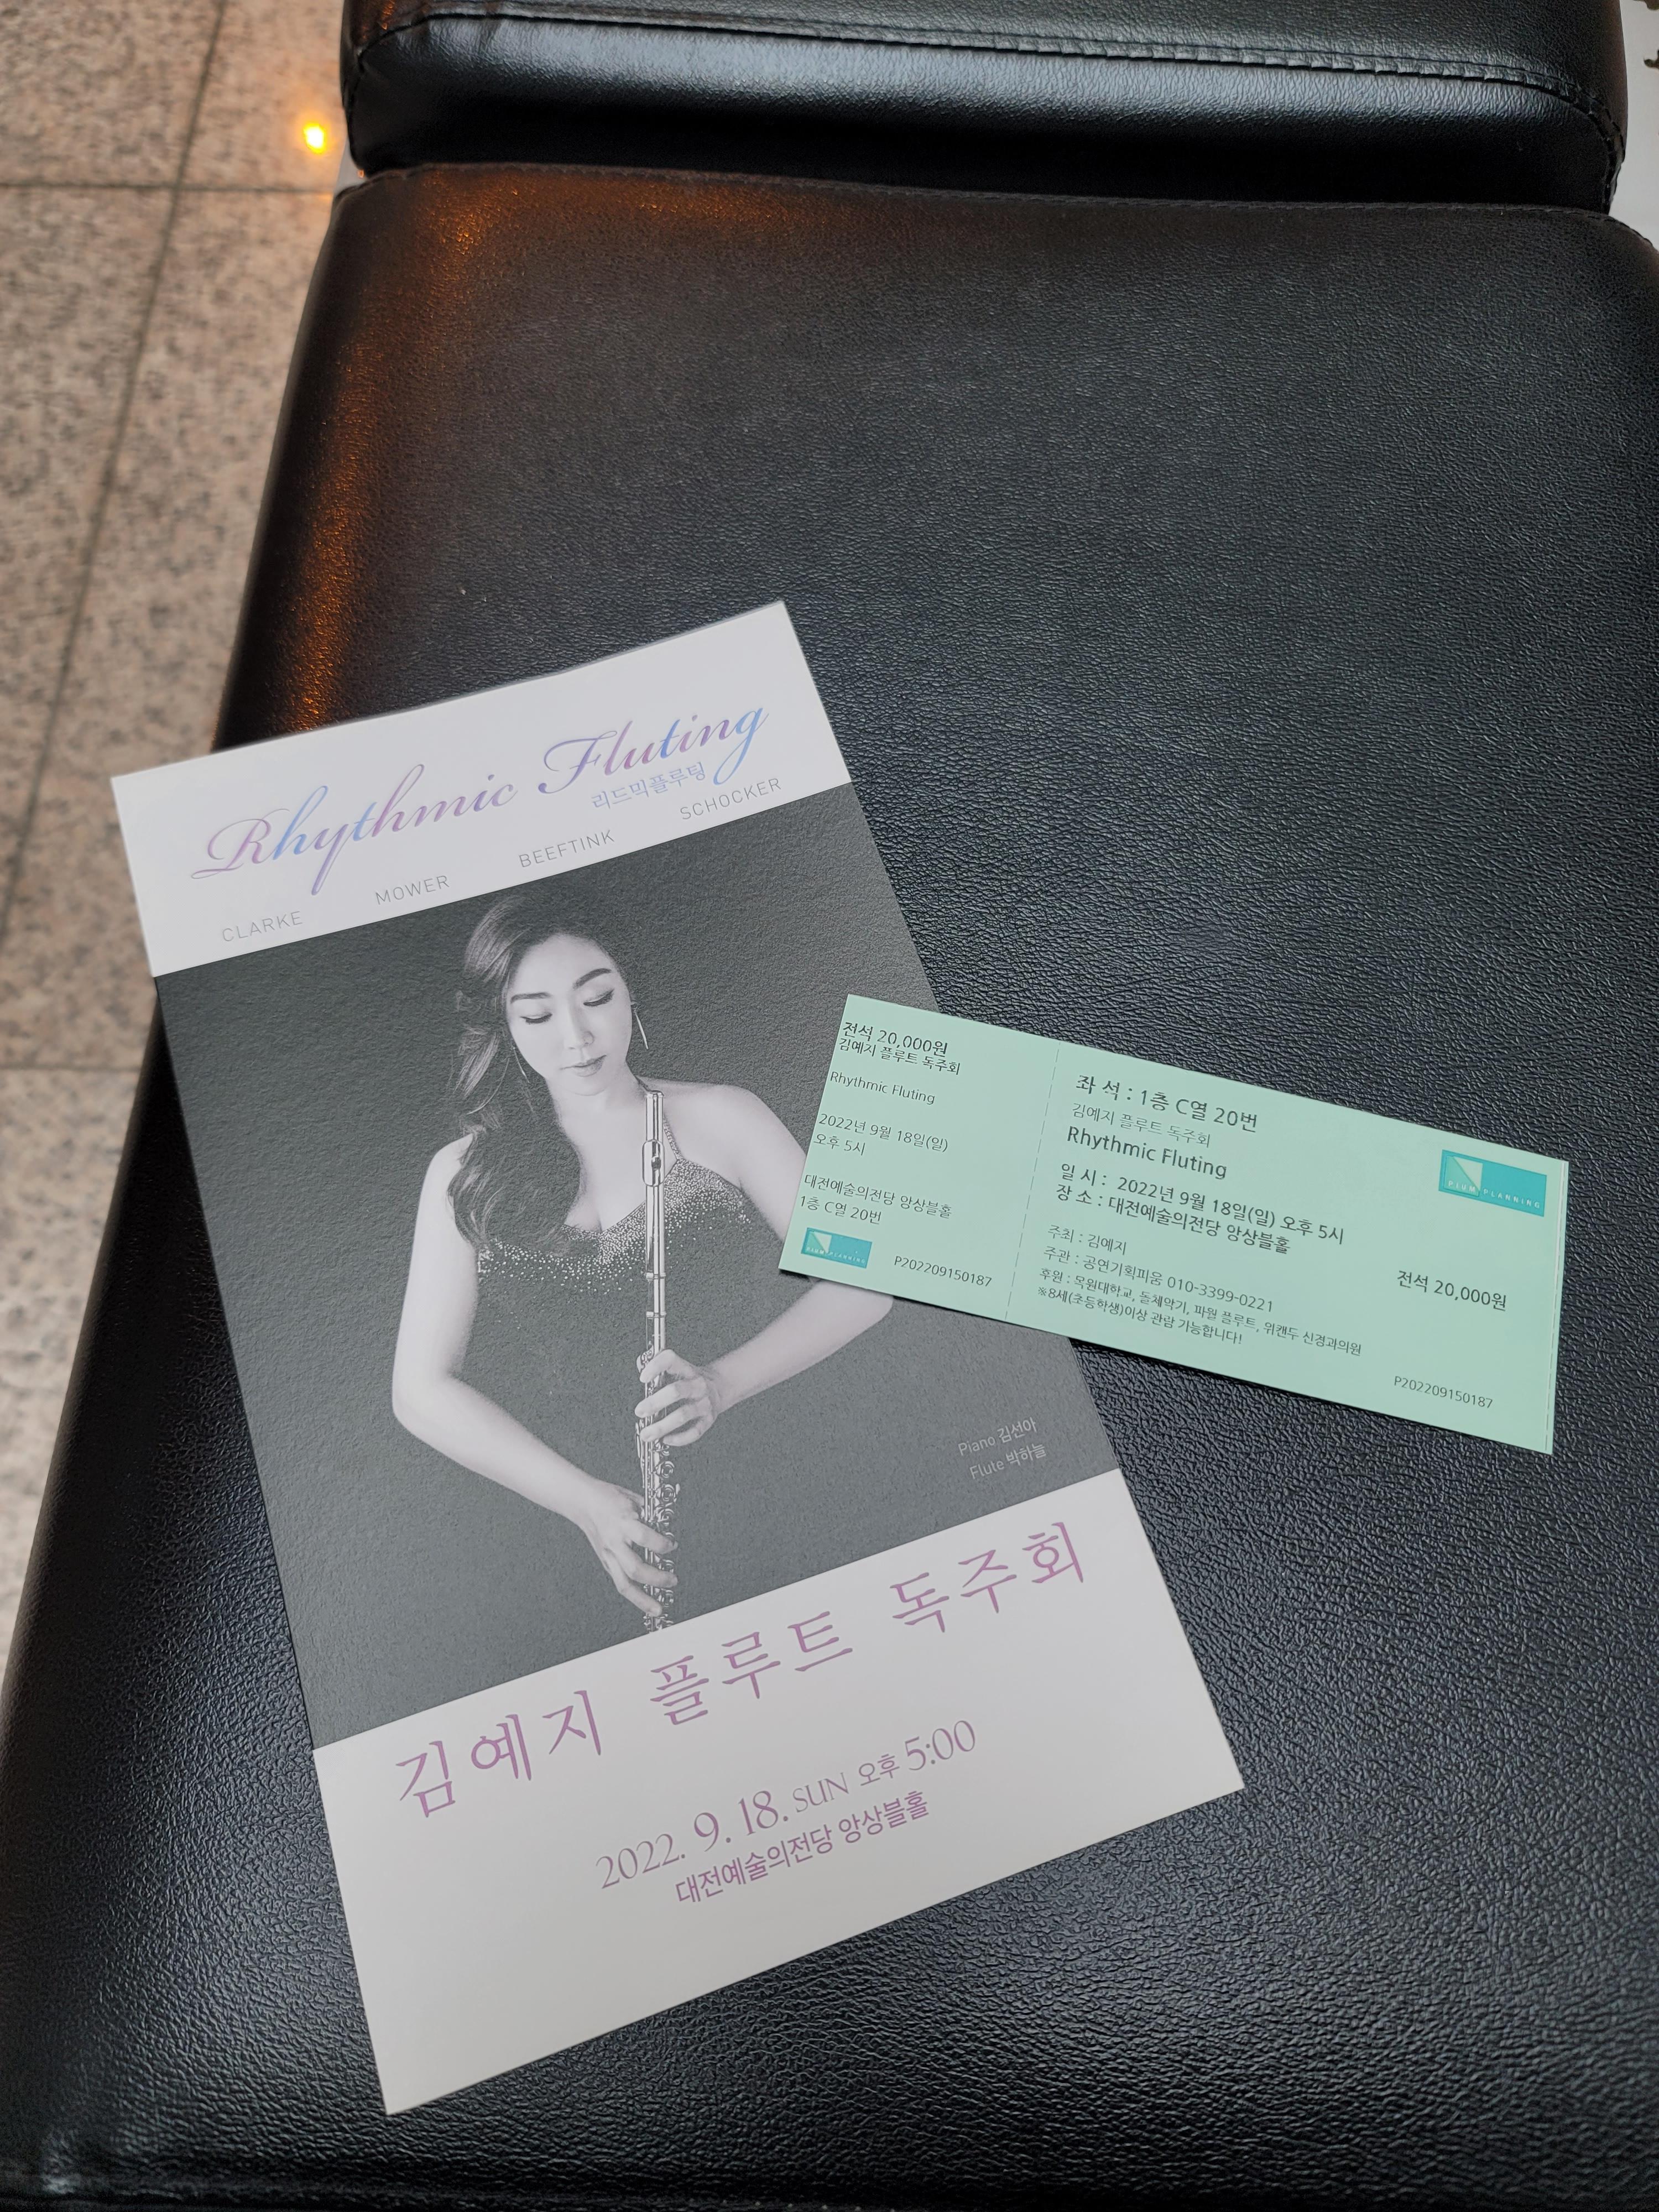 Rhythmic Fluting
리드믹플루팅
CLARKE MOWER BEEFTINK SCHOCKER
Piano 김선아
Flute 박하늘
김예지 플루트 독주회
2022. 9. 18. SUN 오후 5:00
대전예술의전당 앙상블홀
전석 20,000원
김예지 플루트 독주회
Rhythmic Fluting
2022년 9월 18일(일)
오후 5시
대전예술의전당 앙상블홀
1층 C열 20번
PIUM PLANNING
P202209150187
좌 석 : 1층 C열 20번
김예지 플루트 독주회
Rhythmic Fluting
일 시 : 2022년 9월 18일(일) 오후 5시
장 소 : 대전예술의전당 앙상블홀
주최 : 김예지
주관 : 공연기획피움 010-3399-0221
후원 : 목원대학교, 돌체악기, 파월 플루트, 위캔두 신경과의원
※8세(초등학생)이상 관람 가능합니다!
PIUM PLANNING
전석 20,000원
P202209150187